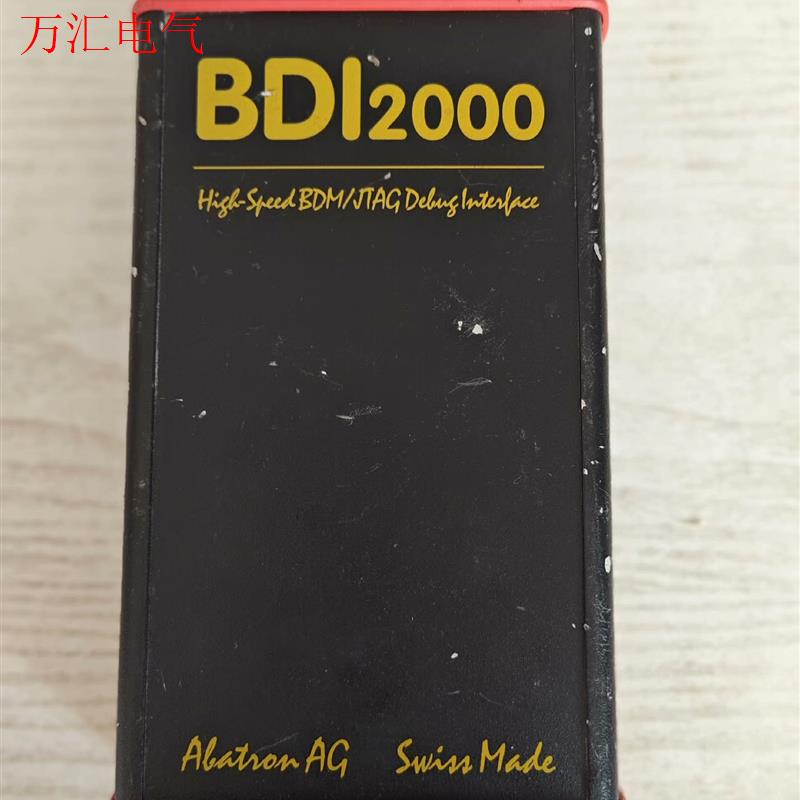 万汇电气
BDI2000
High-Speed BDM/JTAG Debug Interface
Abatron AG Swiss Made